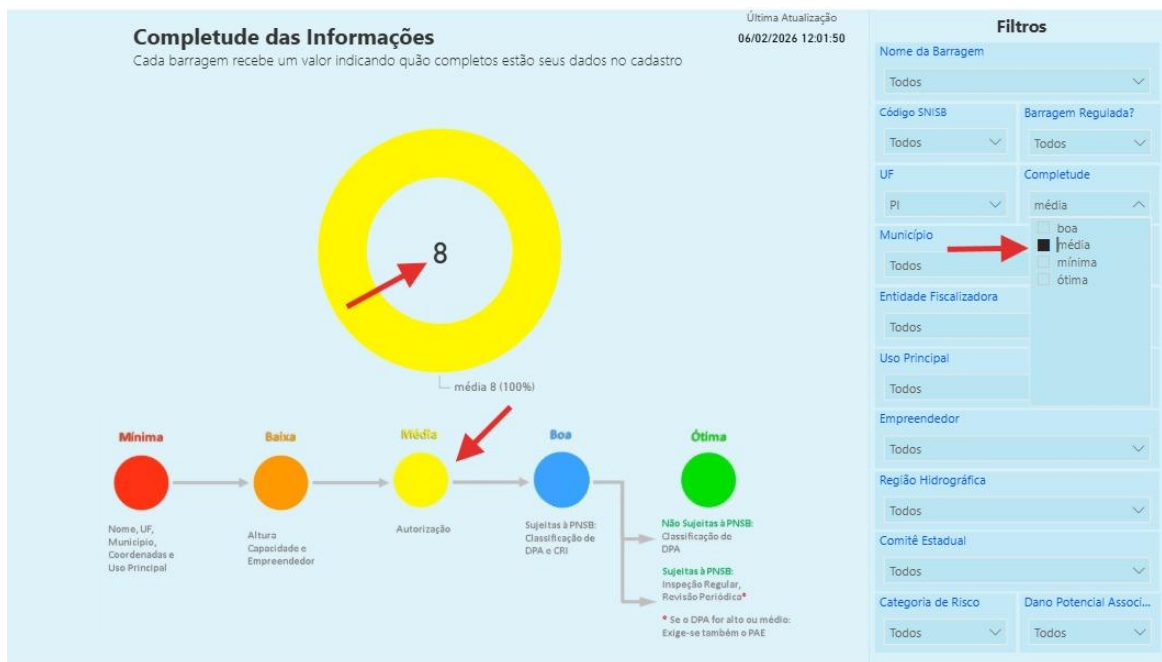 Completude das Informações
Cada barragem recebe um valor indicando quão completos estão seus dados no cadastro
Última Atualização
06/02/2026 12:01:50
8
média 8 (100%)
Mínima
Nome, UF,
Município,
Coordenadas e
Uso Principal
Baixa
Altura
Capacidade e
Empreendedor
Média
Autorização
Boa
Sujeitas à PNSB:
Classificação de
DPA e CRI
Ótima
Não Sujeitas à PNSB:
Classificação de
DPA
Sujeitas à PNSB:
Inspeção Regular,
Revisão Periódica*
* Se o DPA for alto ou médio:
Exige-se também o PAE
Filtros
Nome da Barragem
Todos
Código SNISB
Todos
Barragem Regulada?
Todos
UF
PI
Completude
média
boa
média
mínima
ótima
Município
Todos
Entidade Fiscalizadora
Todos
Uso Principal
Todos
Empreendedor
Todos
Região Hidrográfica
Todos
Comitê Estadual
Todos
Categoria de Risco
Todos
Dano Potencial Associ...
Todos